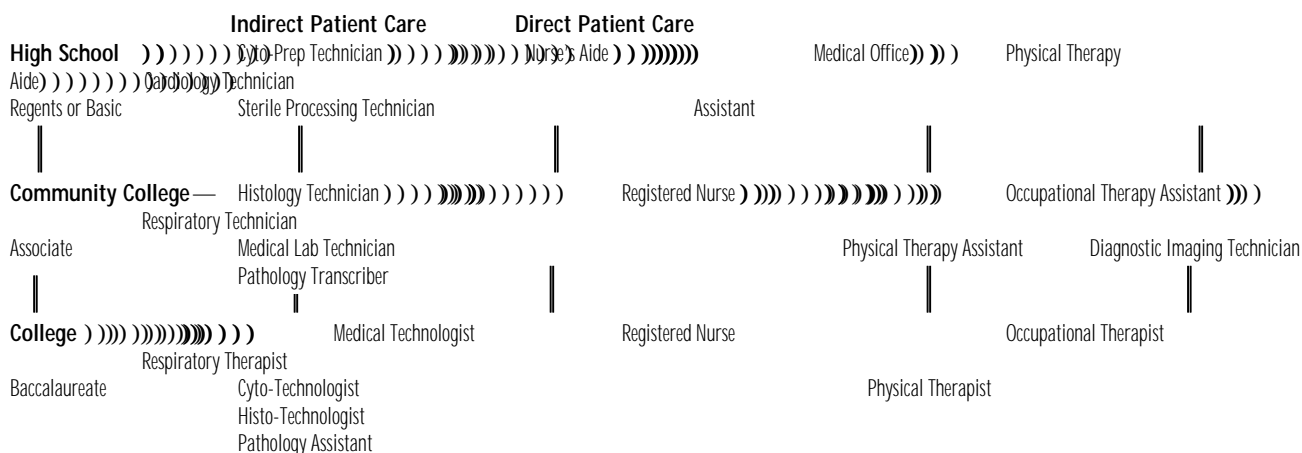 Indirect Patient Care Direct Patient Care
High School ) ) ) ) ) ) ) ) ) ) Cyto-Prep Technician ) ) ) ) ) ) ) ) ) ) ) ) ) ) ) ) ) ) Nurse's Aide ) ) ) ) ) ) ) ) ) Medical Office ) ) ) ) ) Physical Therapy
Aide ) ) ) ) ) ) ) ) ) ) ) ) ) ) ) ) Cardiology Technician
Regents or Basic Sterile Processing Technician Assistant
Community College — Histology Technician ) ) ) ) ) ) ) ) ) ) ) ) ) ) ) ) Registered Nurse ) ) ) ) ) ) ) ) ) ) ) ) ) ) ) ) ) ) Occupational Therapy Assistant ) ) ) )
Respiratory Technician
Associate Medical Lab Technician Physical Therapy Assistant Diagnostic Imaging Technician
Pathology Transcriber
College ) ) ) ) ) ) ) ) ) ) ) ) ) ) ) ) Medical Technologist Registered Nurse Occupational Therapist
Respiratory Therapist
Baccalaureate Cyto-Technologist Physical Therapist
Histo-Technologist
Pathology Assistant